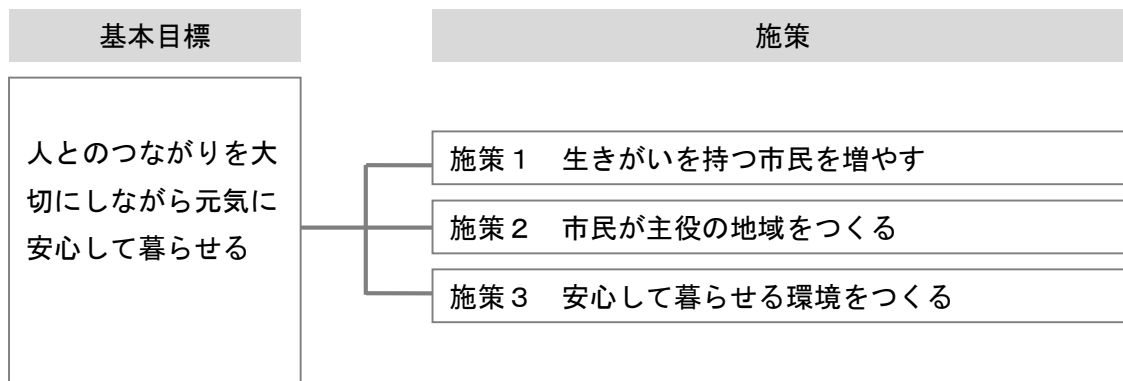 基本目標
施策
人とのつながりを大
切にしながら元気に
安心して暮らせる
施策１　生きがいを持つ市民を増やす
施策２　市民が主役の地域をつくる
施策３　安心して暮らせる環境をつくる